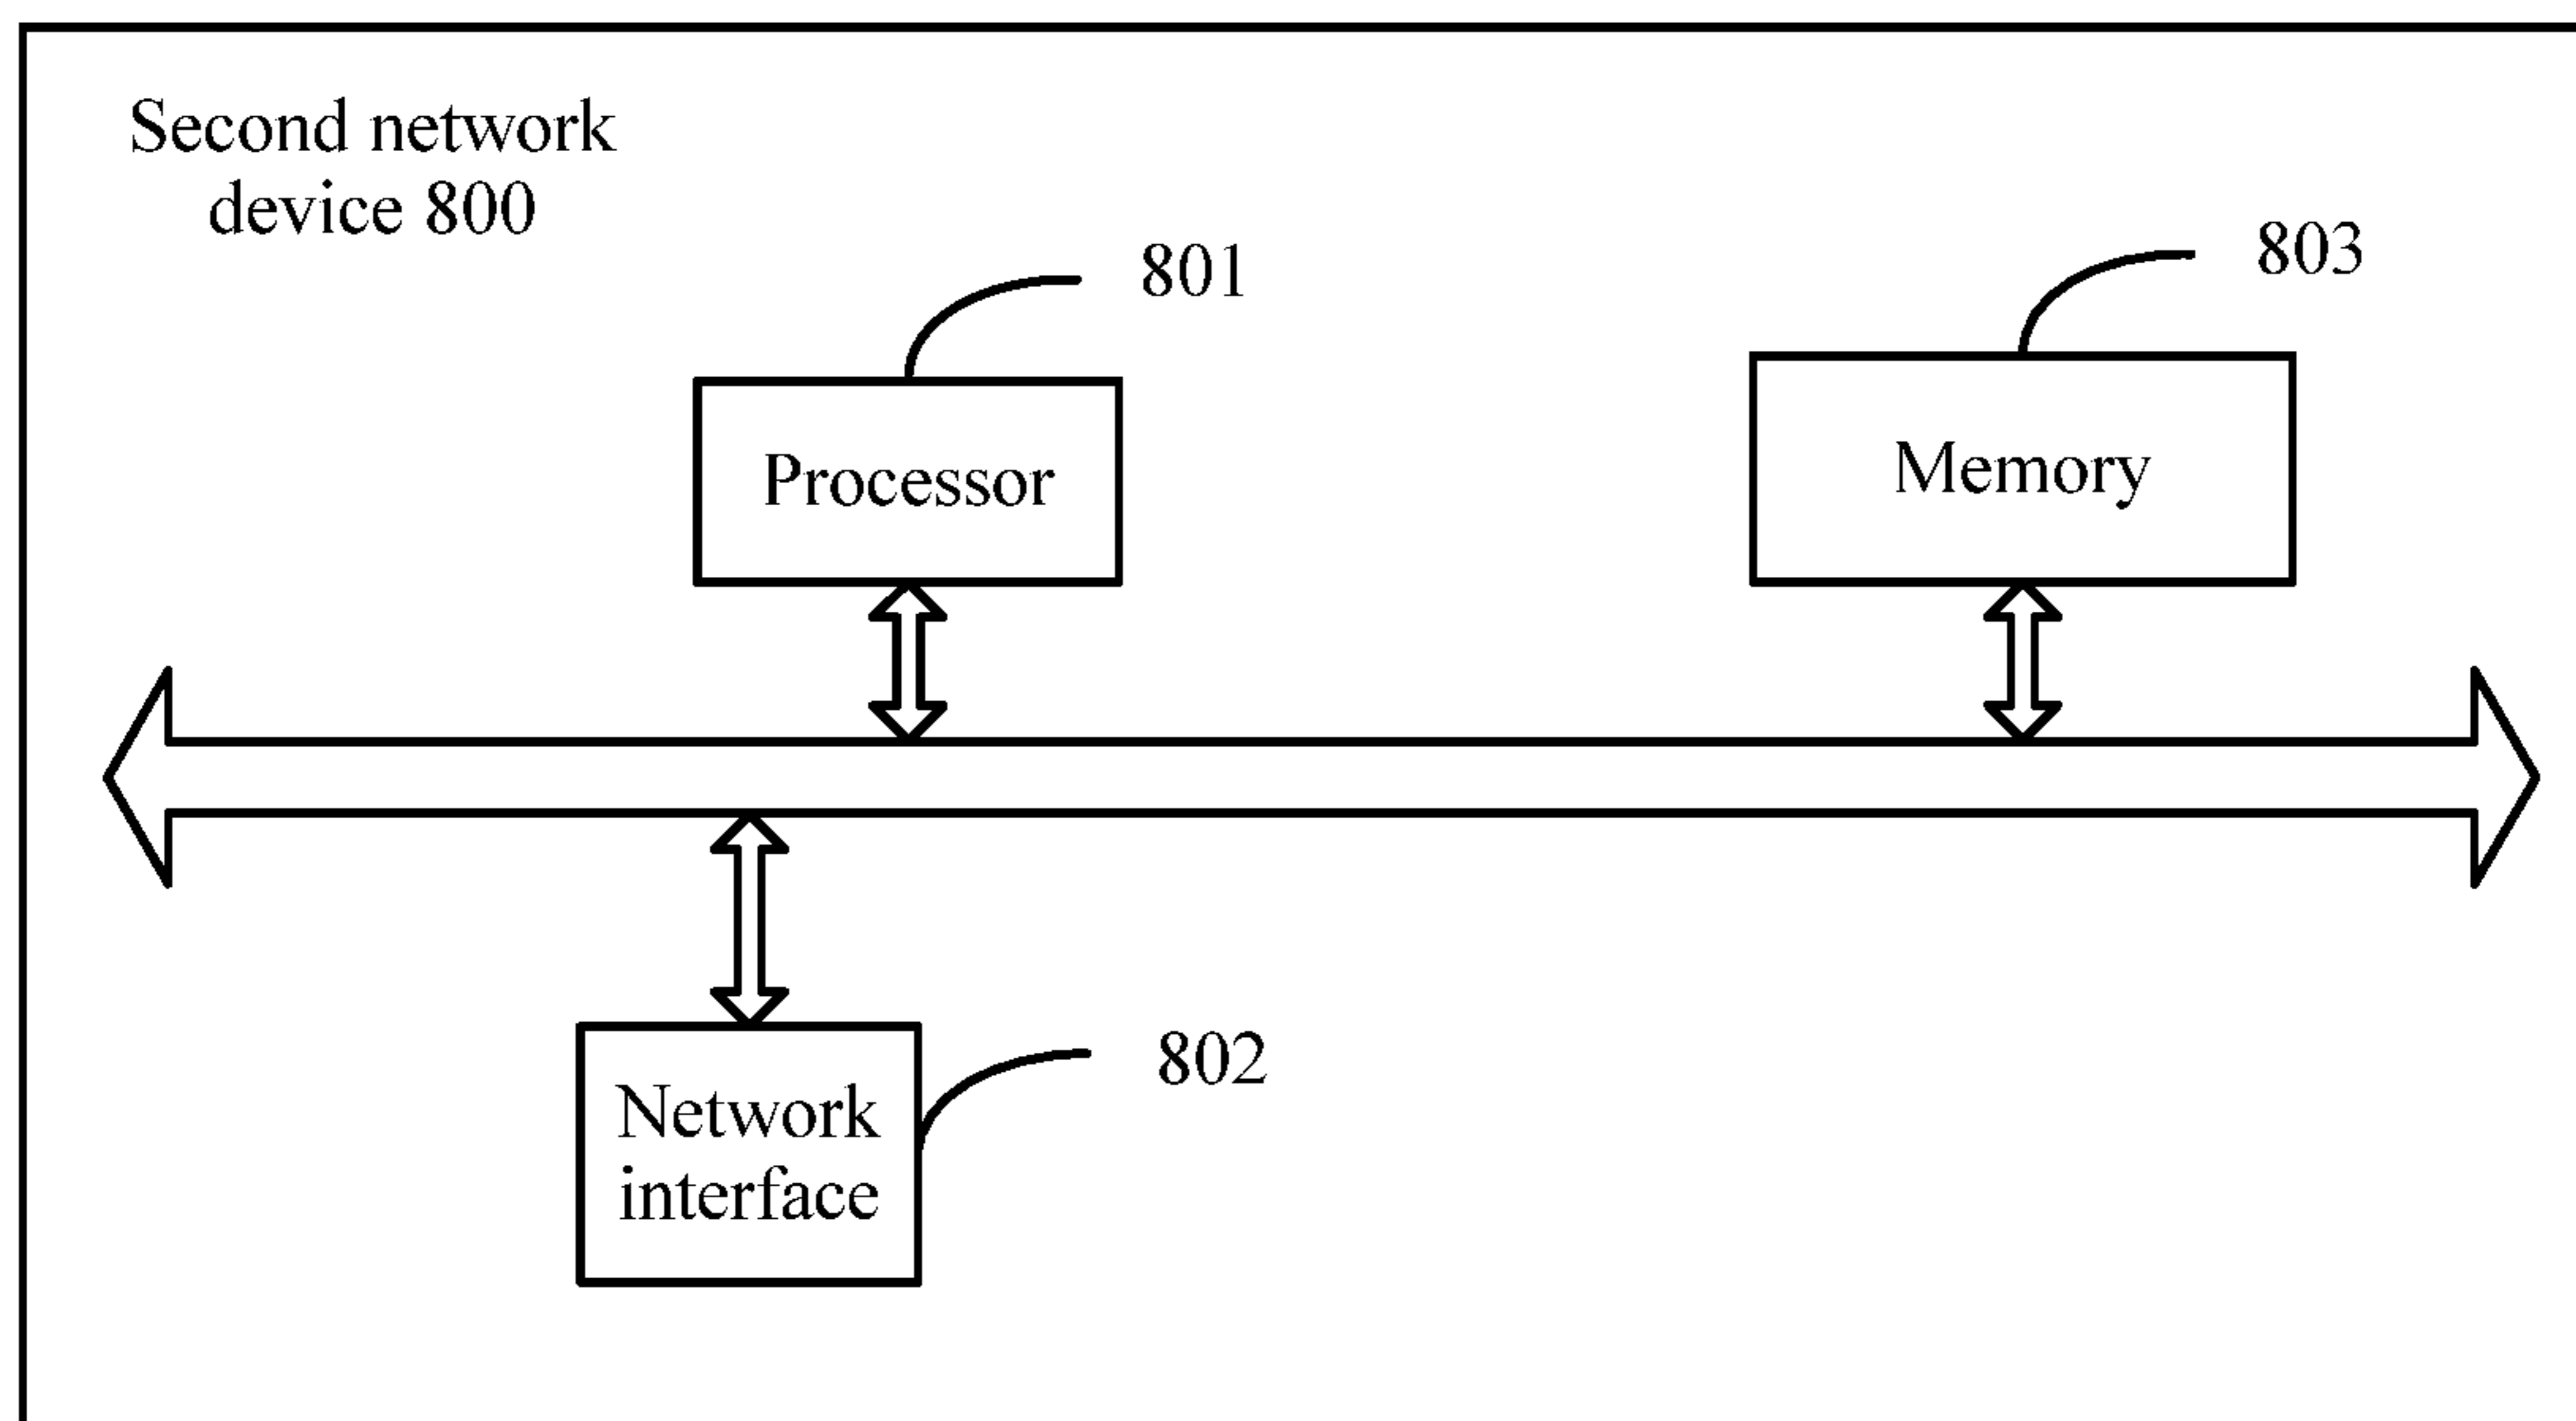 Second network
device 800
801
803
Processor
Memory
802
Network
interface